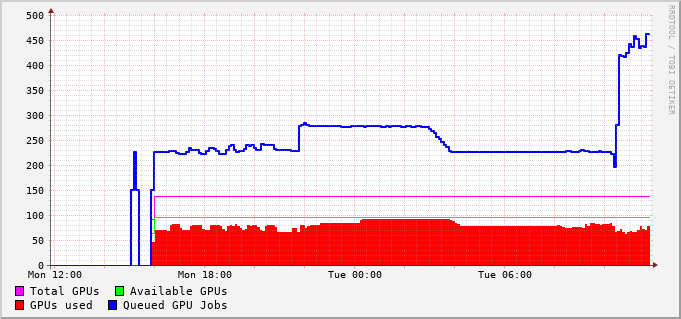 500
450
400
350
300
250
200
150
100
50
0
Mon 12:00 Mon 18:00 Tue 00:00 Tue 06:00
Total GPUs Available GPUs
GPUs used Queued GPU Jobs
RRDTOOL / TOBI OETIKER